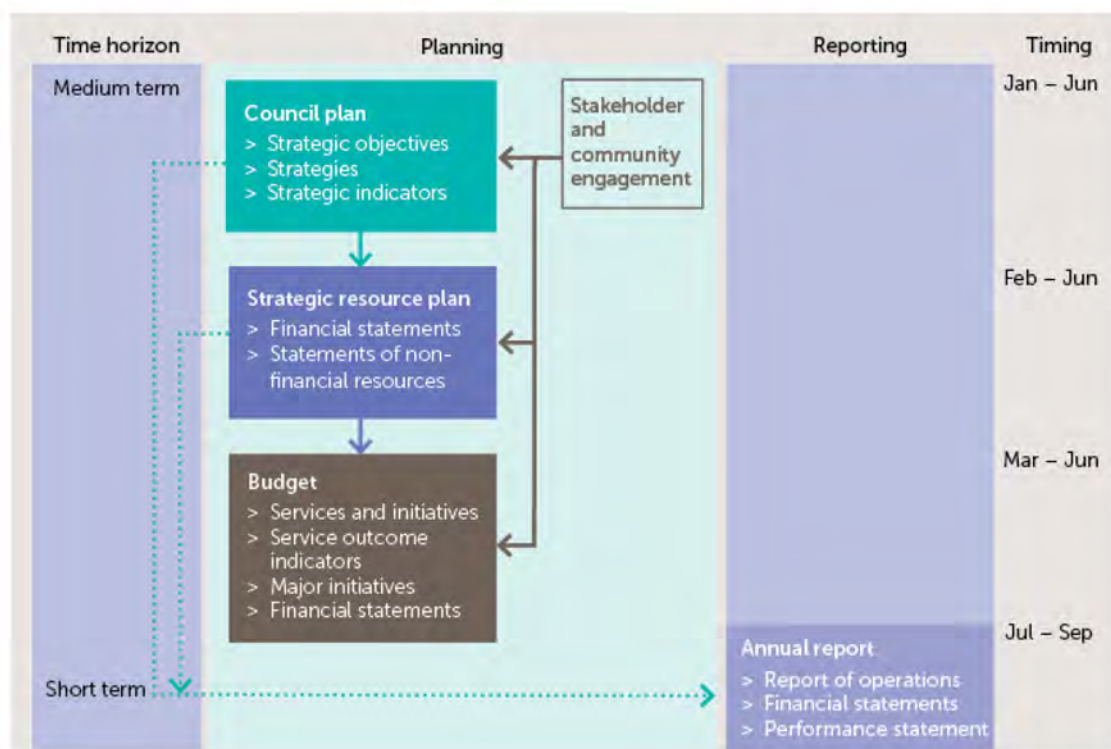 Time horizon
Planning
Reporting
Timing
Medium term
Jan – Jun
Council plan
> Strategic objectives
> Strategies
> Strategic indicators
Stakeholder
and
community
engagement
Feb – Jun
Strategic resource plan
> Financial statements
> Statements of non-
financial resources
Mar – Jun
Budget
> Services and initiatives
> Service outcome
indicators
> Major initiatives
> Financial statements
Jul – Sep
Short term
Annual report
> Report of operations
> Financial statements
> Performance statement